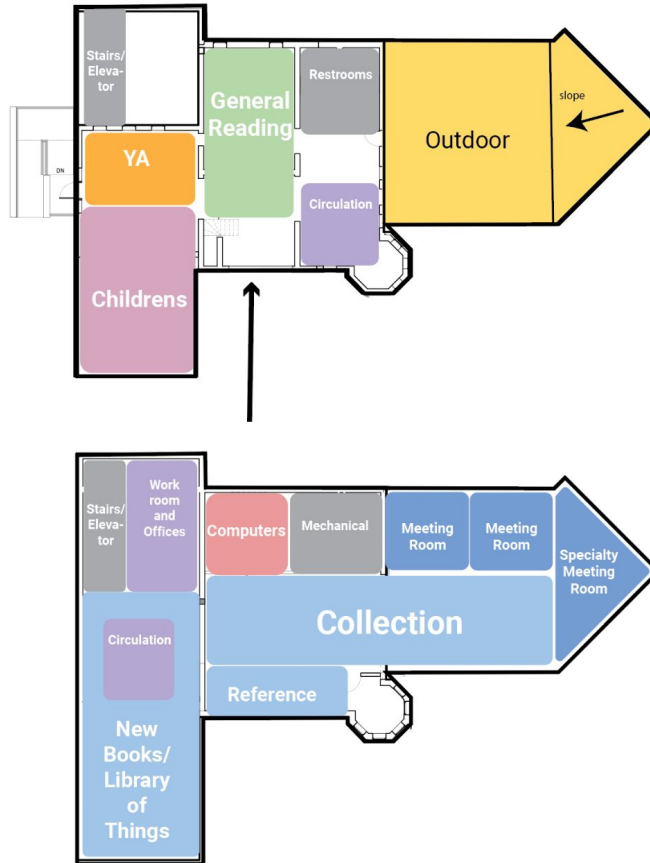 Stairs/
Eleva-
tor
General
Reading
Restrooms
slope
Outdoor
YA
DN
Circulation
Childrens
Stairs/
Eleva-
tor
Work
room
and
Offices
Computers
Mechanical
Meeting
Room
Meeting
Room
Specialty
Meeting
Room
Collection
Circulation
Reference
New
Books/
Library
of
Things